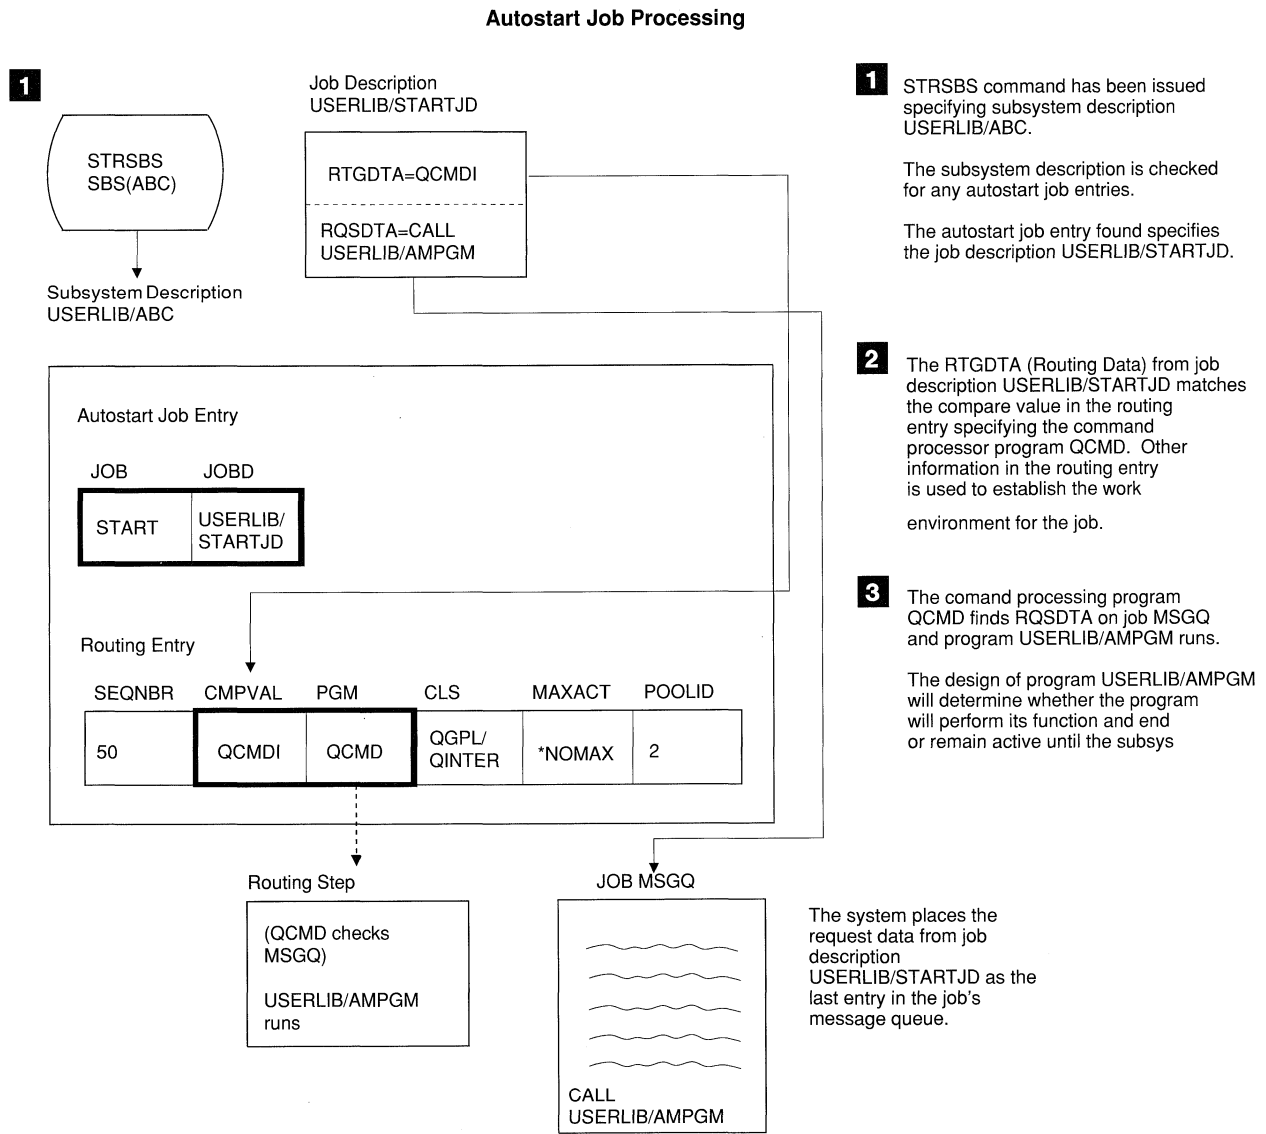 Autostart Job Processing
1
STRSBS
SBS(ABC)
Subsystem Description
USERLIB/ABC
Job Description
USERLIB/STARTJD
RTGDTA=QCMDI
RQSDTA=CALL
USERLIB/AMPGM
Autostart Job Entry
JOB JOBD
START
USERLIB/
STARTJD
Routing Entry
SEQNBR CMPVAL PGM CLS MAXACT POOLID
50
QCMDI
QCMD
QGPL/
QINTER
*NOMAX
2
Routing Step
(QCMD checks
MSGQ)
USERLIB/AMPGM
runs
JOB MSGQ
CALL
USERLIB/AMPGM
The system places the
request data from job
description
USERLIB/STARTJD as the
last entry in the job's
message queue.
1
STRSBS command has been issued
specifying subsystem description
USERLIB/ABC.
The subsystem description is checked
for any autostart job entries.
The autostart job entry found specifies
the job description USERLIB/STARTJD.
2
The RTGDTA (Routing Data) from job
description USERLIB/STARTJD matches
the compare value in the routing
entry specifying the command
processor program QCMD. Other
information in the routing entry
is used to establish the work
environment for the job.
3
The comand processing program
QCMD finds RQSDTA on job MSGQ
and program USERLIB/AMPGM runs.
The design of program USERLIB/AMPGM
will determine whether the program
will perform its function and end
or remain active until the subsys